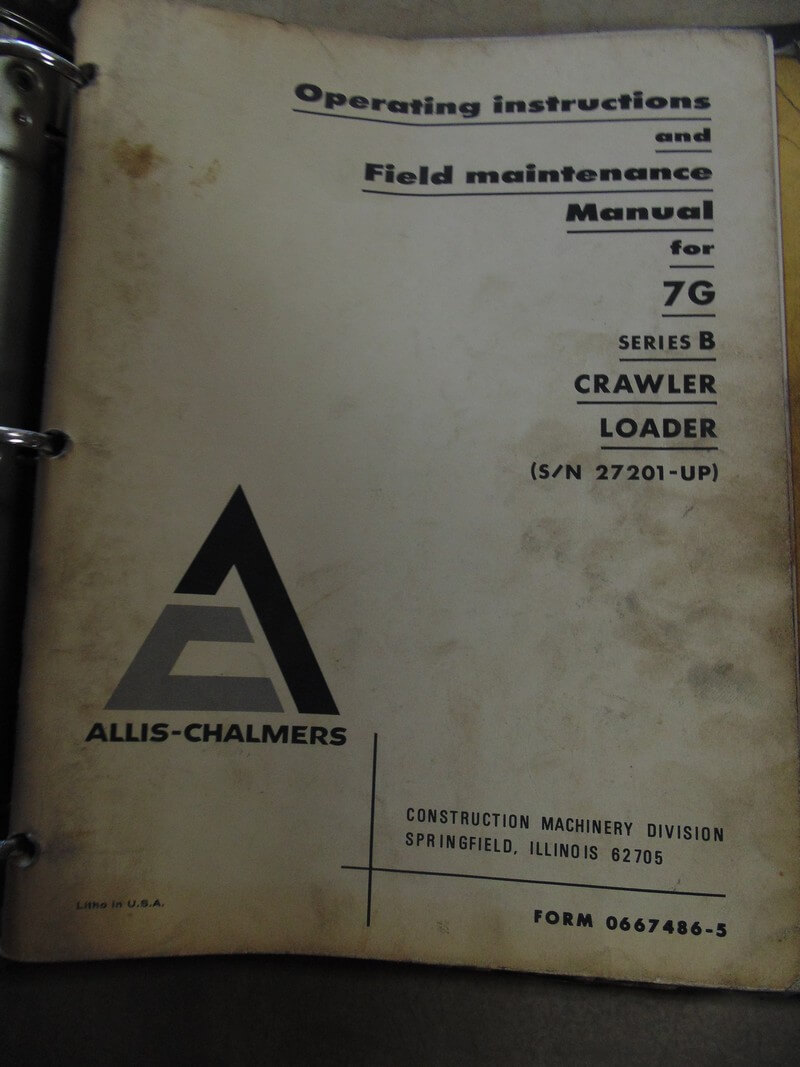 Operating instructions
and
Field maintenance
Manual
for
7G
SERIES B
CRAWLER
LOADER
(S/N 27201-UP)
ALLIS-CHALMERS
CONSTRUCTION MACHINERY DIVISION
SPRINGFIELD, ILLINOIS 62705
Litho in U.S.A.
FORM 0667486-5